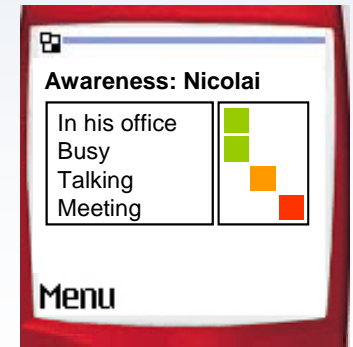 Awareness: Nicolai
In his office
Busy
Talking
Meeting
Menu